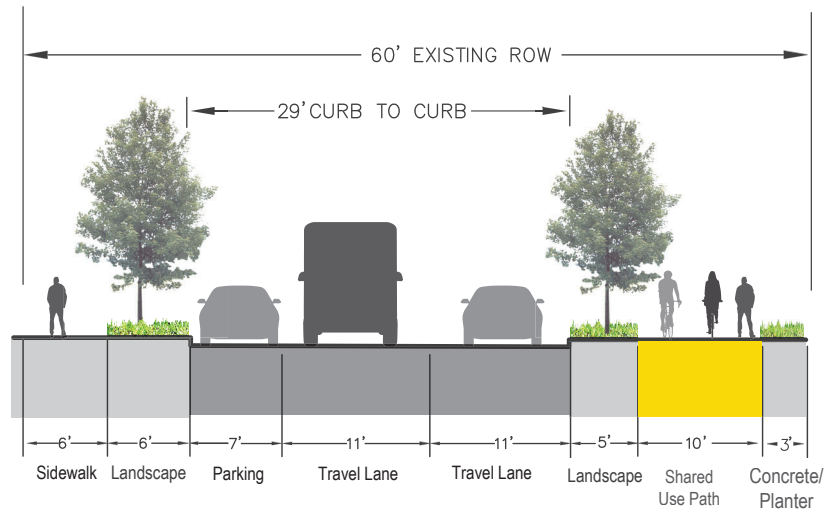 60' EXISTING ROW
29' CURB TO CURB
6' 6' 7' 11' 11' 5' 10' 3'
Sidewalk Landscape Parking Travel Lane Travel Lane Landscape Shared Concrete/
Use Path Planter